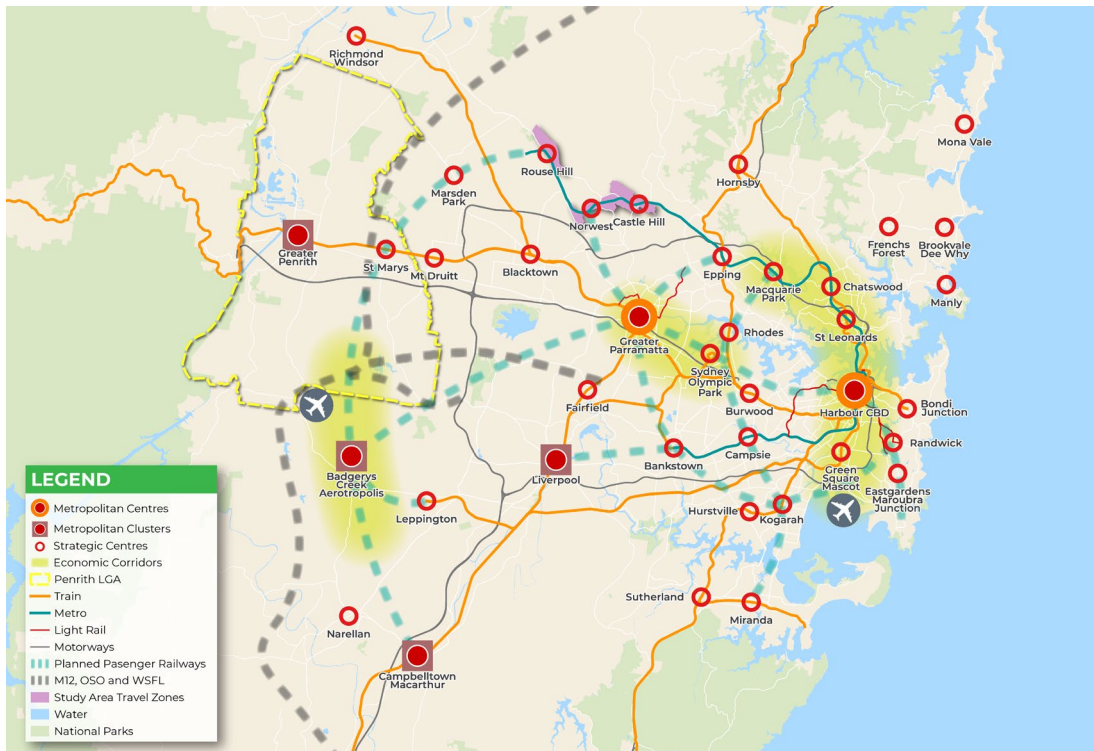 Richmond
Windsor
Mona Vale
Rouse Hill
Hornsby
Marsden
Park
Castle Hill
Norwest
Frenchs
Forest
Brookvale
Dee Why
Greater
Penrith
St Marys
Mt Druitt
Blacktown
Epping
Macquarie
Park
Chatswood
Manly
St Leonards
Greater
Parramatta
Rhodes
Sydney
Olympic
Park
Fairfield
Burwood
Harbour CBD
Bondi
Junction
Randwick
Badgerys
Creek
Aerotropolis
Liverpool
Bankstown
Campsie
Green
Square
Mascot
Eastgardens
Maroubra
Junction
Leppington
Hurstville
Kogarah
Sutherland
Miranda
Narellan
Campbelltown
Macarthur
LEGEND
Metropolitan Centres
Metropolitan Clusters
Strategic Centres
Economic Corridors
Penrith LGA
Train
Metro
Light Rail
Motorways
Planned Pasenger Railways
M12, OSO and WSFL
Study Area Travel Zones
Water
National Parks